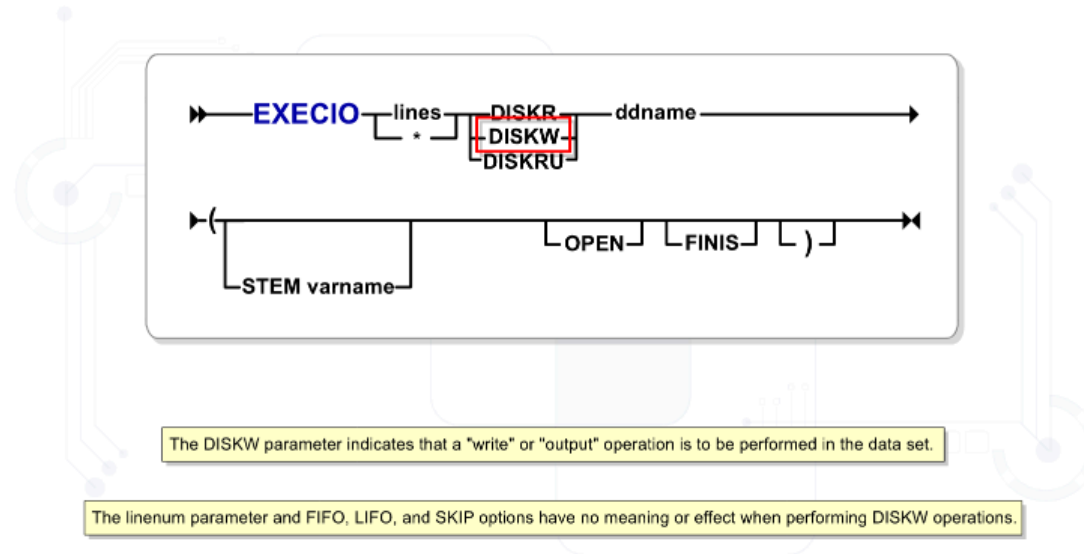 EXECIO lines DISKR ddname
* DISKW
DISKRU
(
OPEN FINIS )
STEM varname
The DISKW parameter indicates that a "write" or "output" operation is to be performed in the data set.
The linenum parameter and FIFO, LIFO, and SKIP options have no meaning or effect when performing DISKW operations.